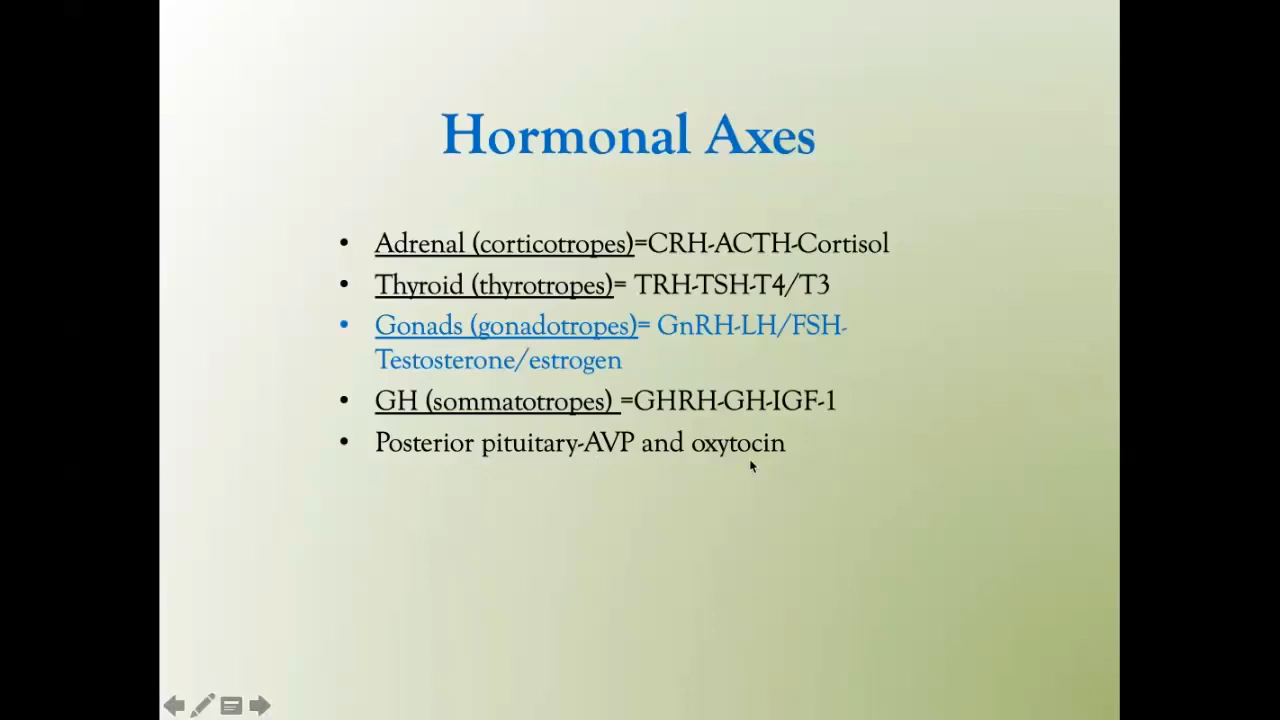 Hormonal Axes
• Adrenal (corticotropes)=CRH-ACTH-Cortisol
• Thyroid (thyrotropes)= TRH-TSH-T4/T3
• Gonads (gonadotropes)= GnRH-LH/FSH-
Testosterone/estrogen
• GH (sommatotropes) =GHRH-GH-IGF-1
• Posterior pituitary-AVP and oxytocin